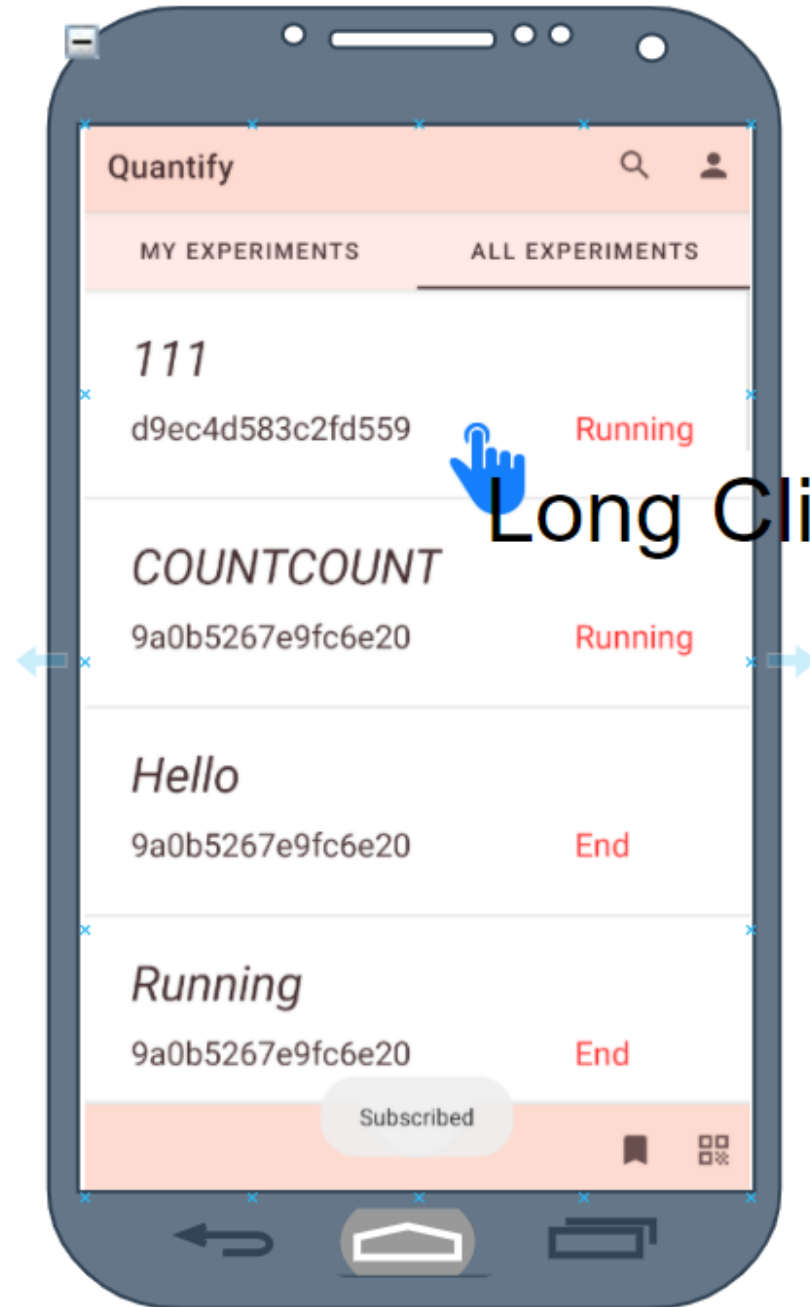 Quantify
MY EXPERIMENTS ALL EXPERIMENTS
111
d9ec4d583c2fd559 Running
Long Cli
COUNTCOUNT
9a0b5267e9fc6e20 Running
Hello
9a0b5267e9fc6e20 End
Running
9a0b5267e9fc6e20 End
Subscribed